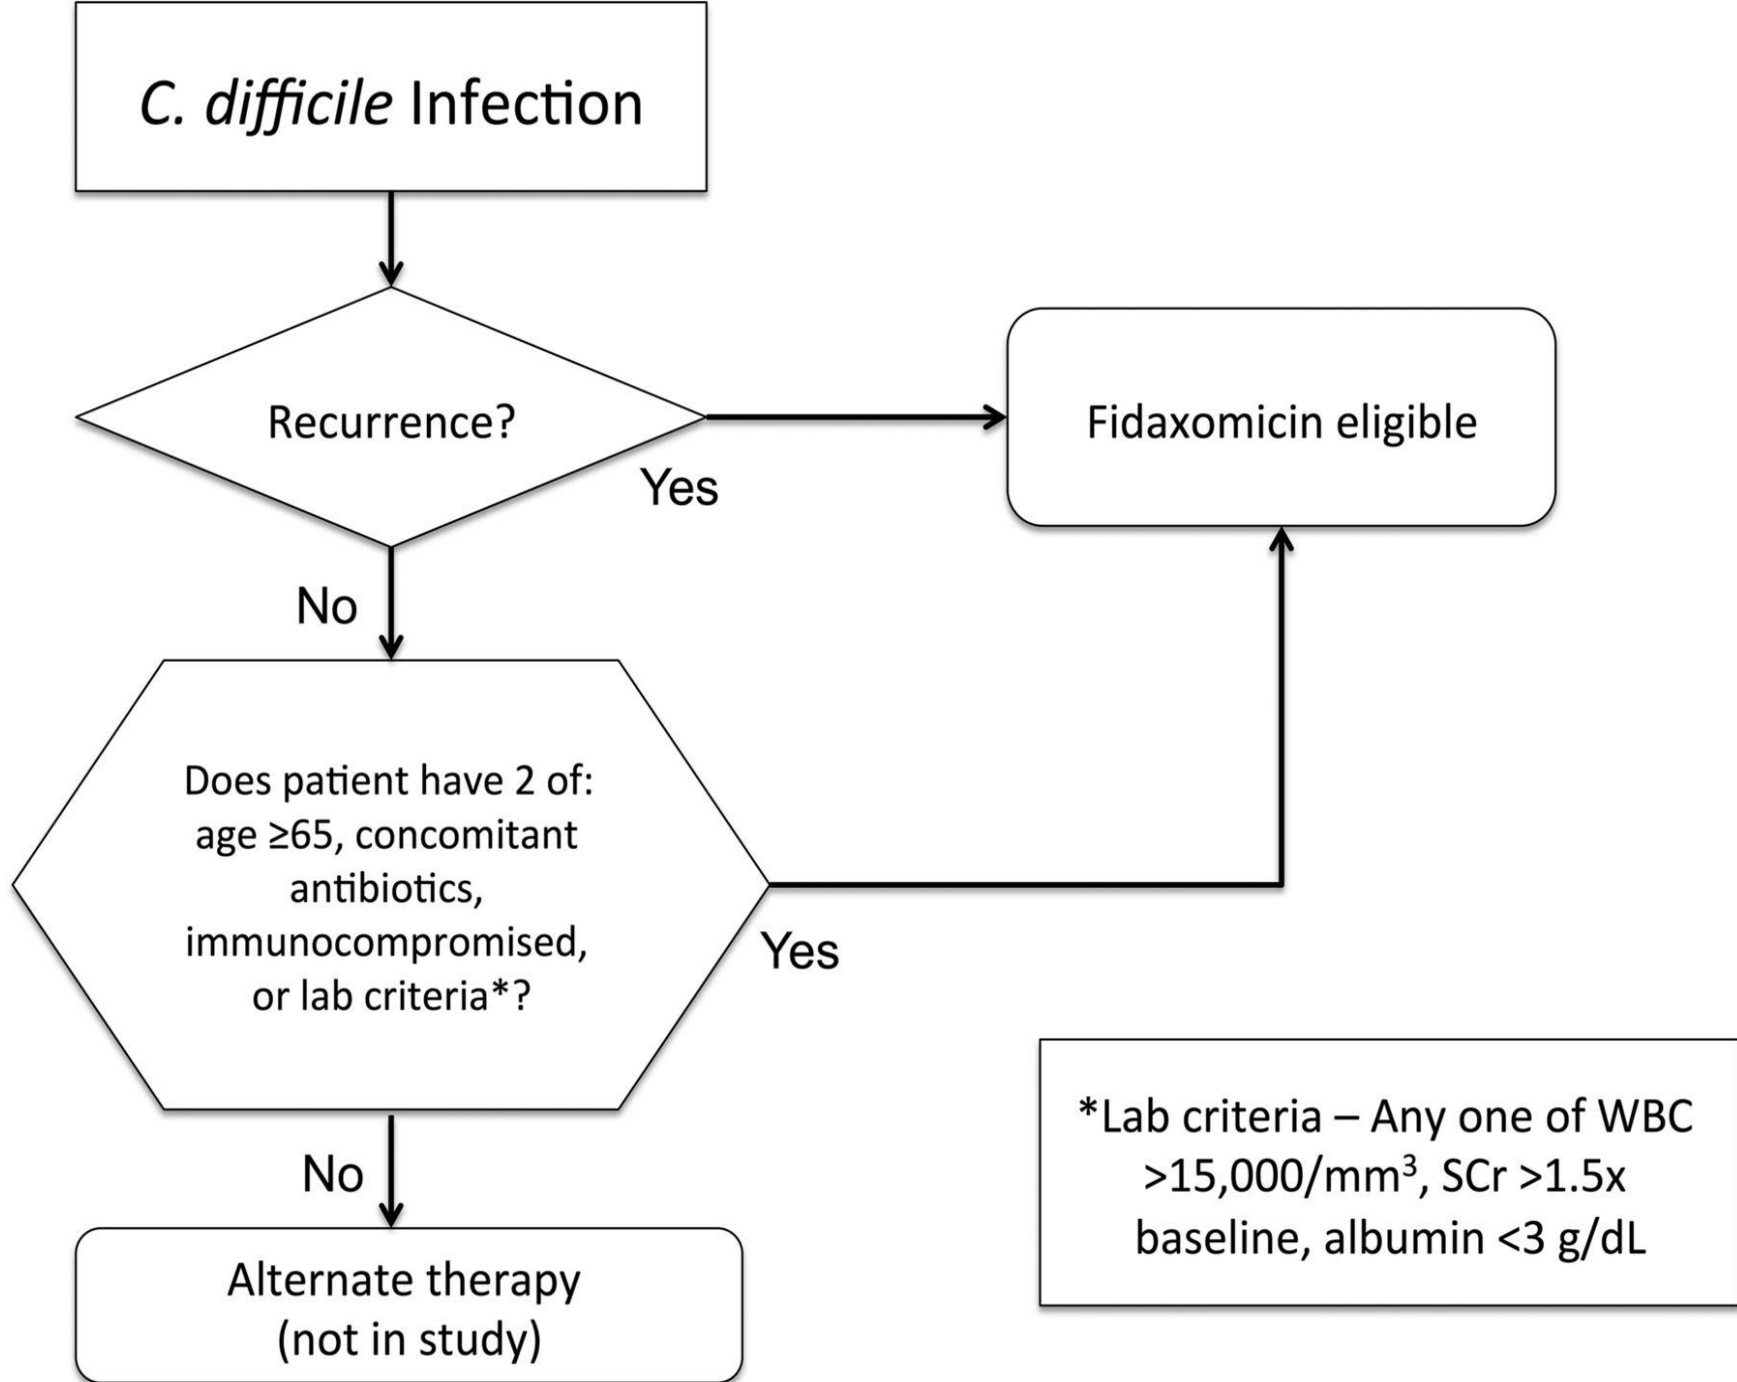 C. difficile Infection
Recurrence?
Yes
Fidaxomicin eligible
No
Does patient have 2 of:
age ≥65, concomitant
antibiotics,
immunocompromised,
or lab criteria*?
Yes
No
Alternate therapy
(not in study)
*Lab criteria – Any one of WBC
>15,000/mm³, SCr >1.5x
baseline, albumin <3 g/dL